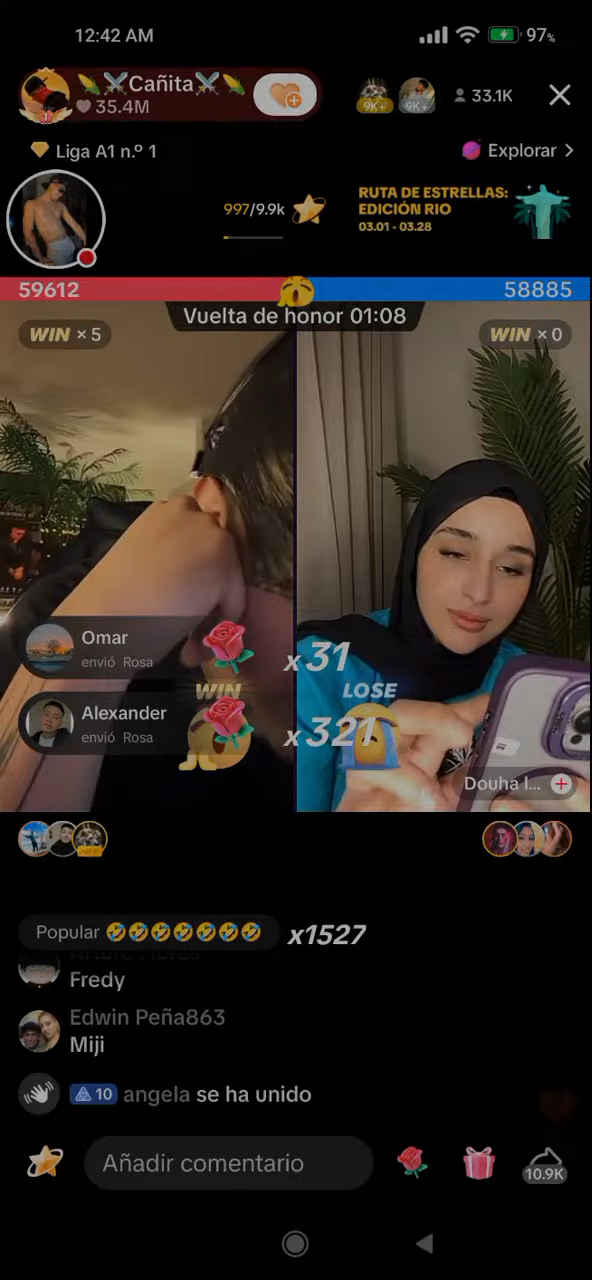 12:42 AM
97%
🌽⚔️Cañita⚔️🌽
35.4M
9K+
9K+
33.1K
Liga A1 n.º 1
Explorar
997/9.9k
RUTA DE ESTRELLAS:
EDICIÓN RIO
03.01 - 03.28
59612
58885
Vuelta de honor 01:08
WIN × 5
WIN × 0
Omar
envió Rosa
x31
WIN
LOSE
Alexander
envió Rosa
x321
Douha l...
Popular 🤣🤣🤣🤣🤣🤣🤣
x1527
Fredy
Edwin Peña863
Miji
10 angela se ha unido
Añadir comentario
10.9K